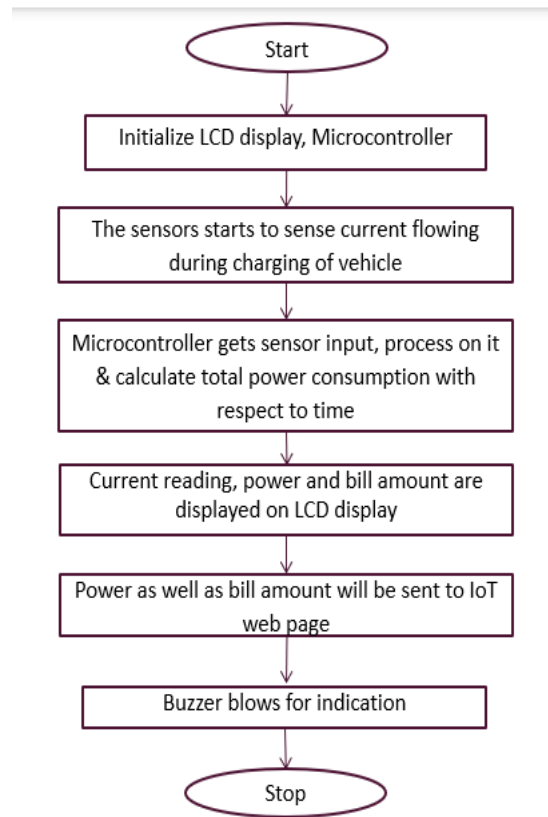 Start
Initialize LCD display, Microcontroller
The sensors starts to sense current flowing
during charging of vehicle
Microcontroller gets sensor input, process on it
& calculate total power consumption with
respect to time
Current reading, power and bill amount are
displayed on LCD display
Power as well as bill amount will be sent to IoT
web page
Buzzer blows for indication
Stop